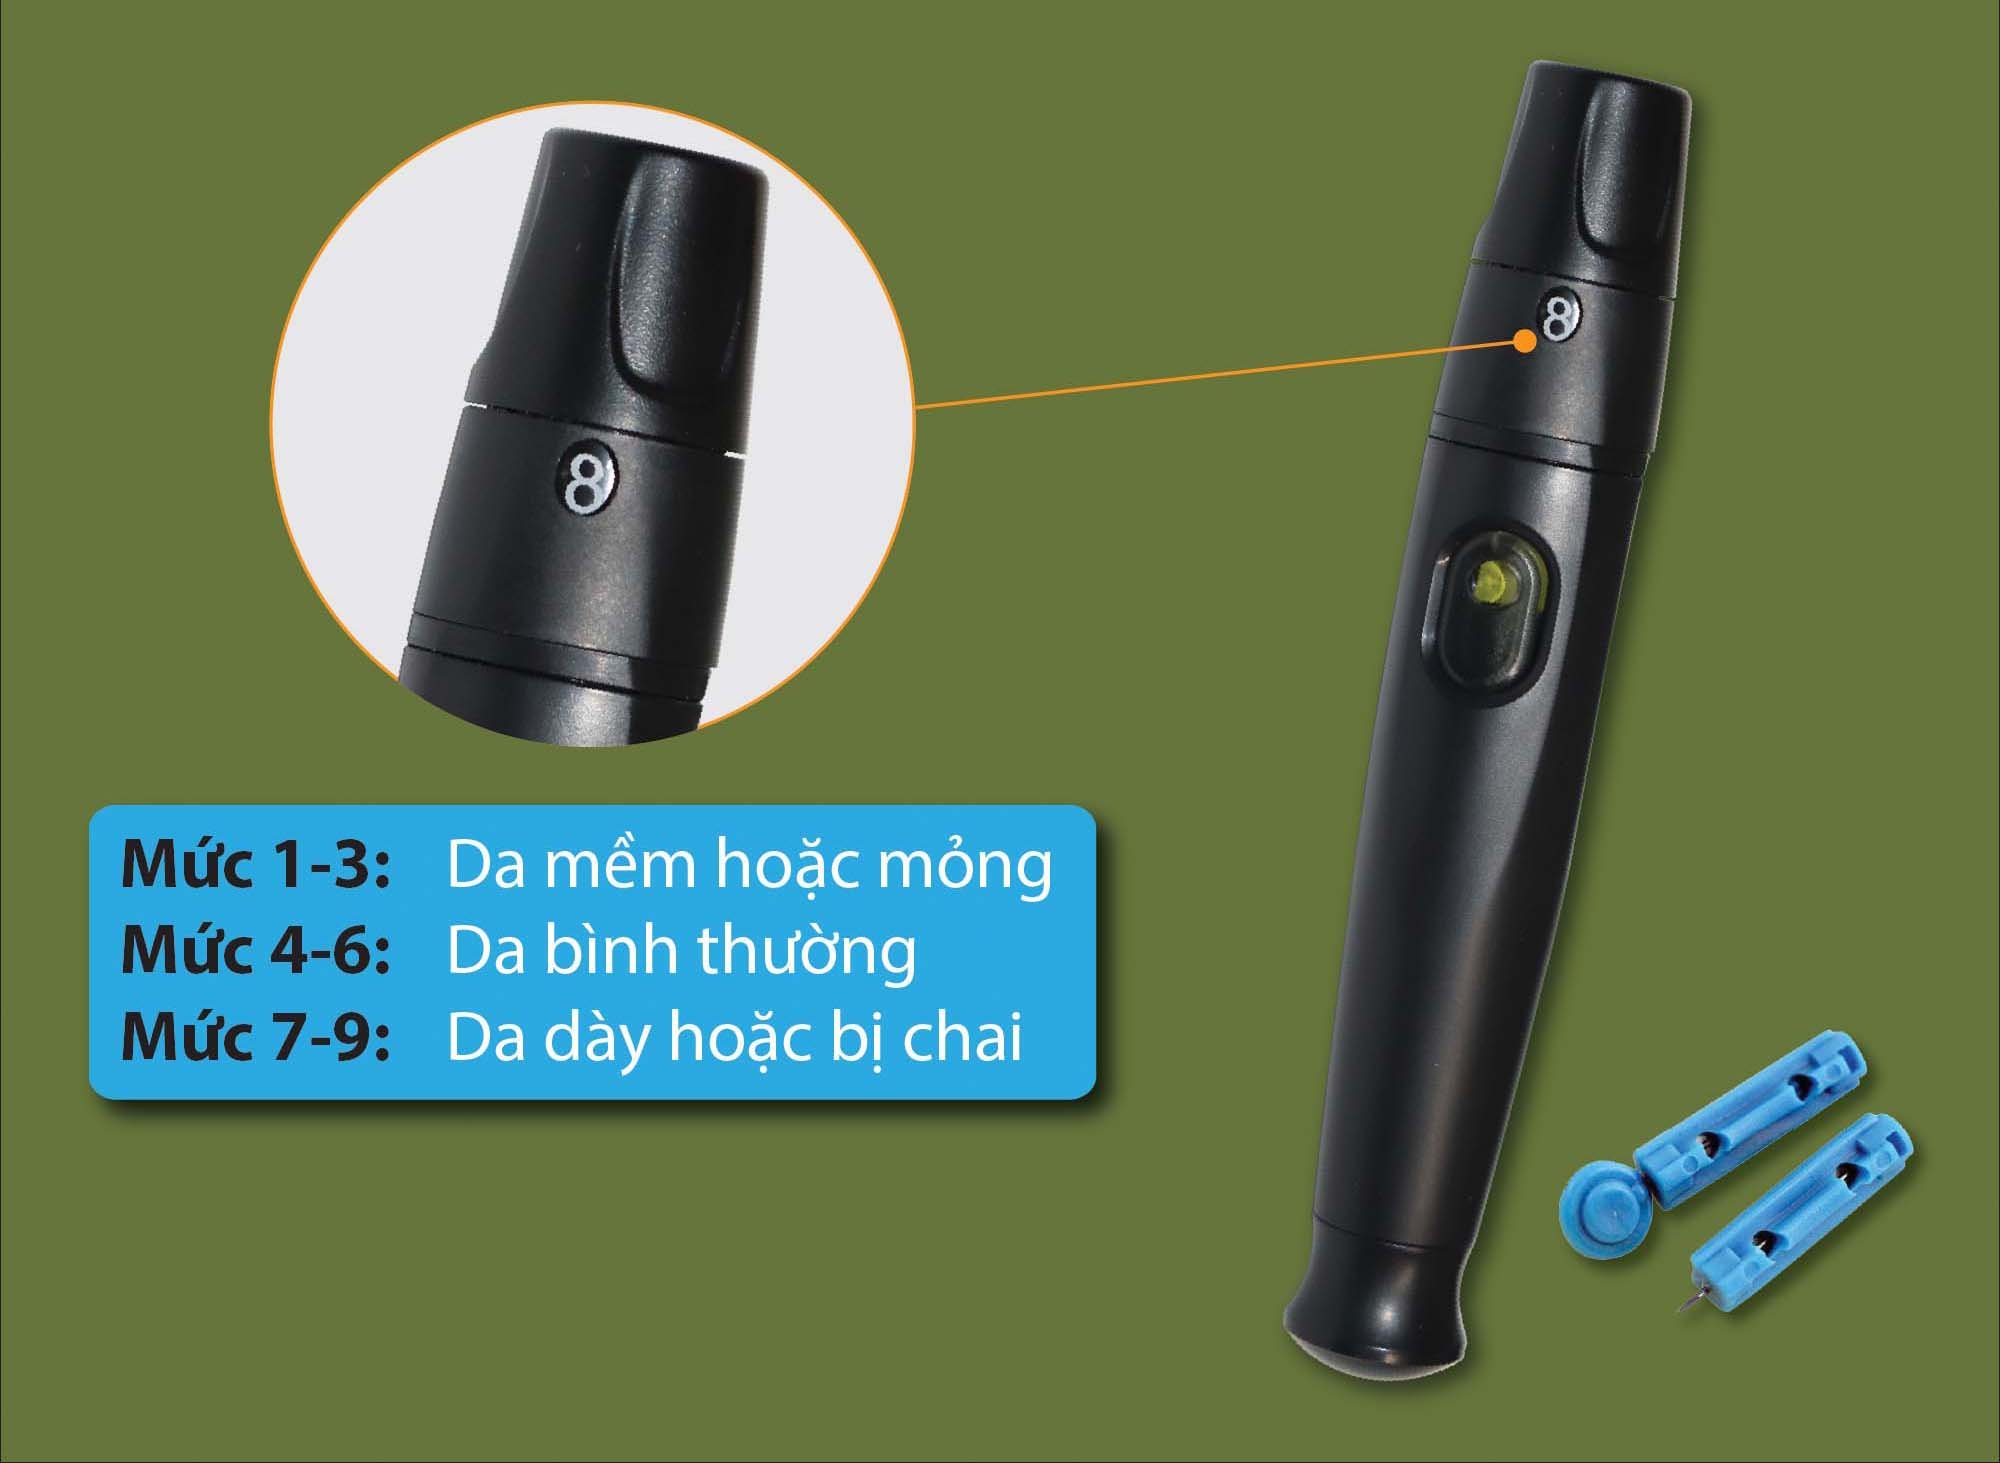 8
8
Mức 1-3: Da mềm hoặc mỏng
Mức 4-6: Da bình thường
Mức 7-9: Da dày hoặc bị chai